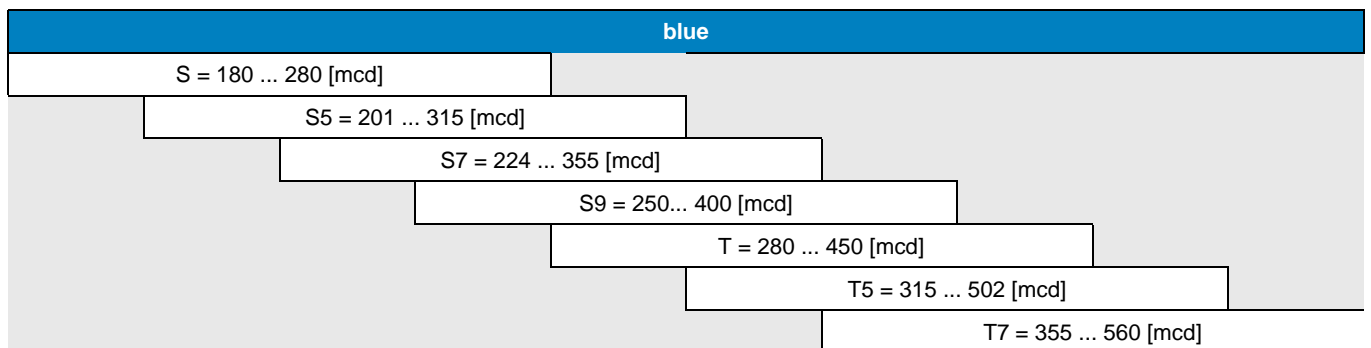 blue
S = 180 ... 280 [mcd]
S5 = 201 ... 315 [mcd]
S7 = 224 ... 355 [mcd]
S9 = 250... 400 [mcd]
T = 280 ... 450 [mcd]
T5 = 315 ... 502 [mcd]
T7 = 355 ... 560 [mcd]